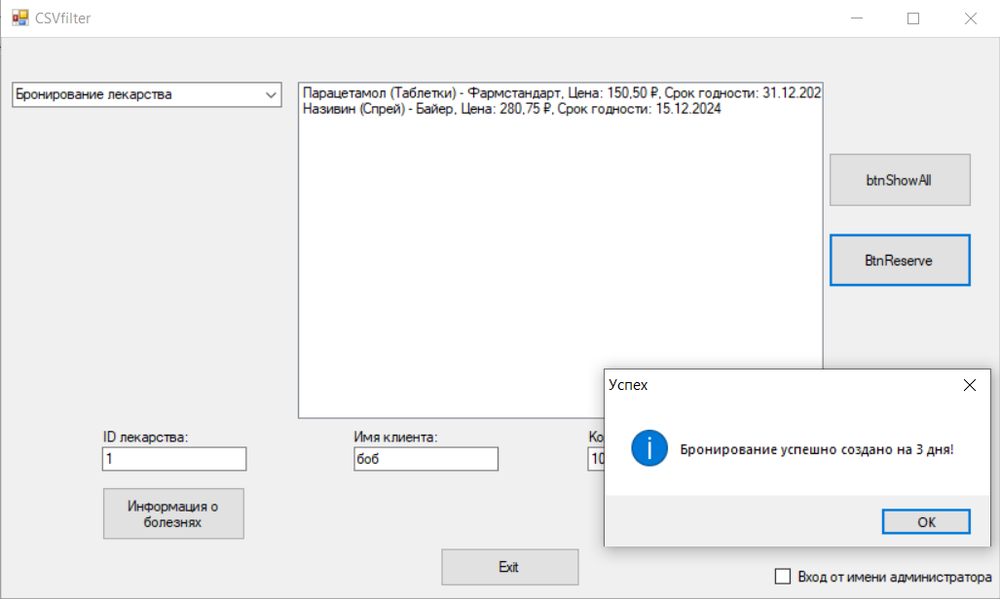 CSVfilter
Бронирование лекарства
Парацетамол (Таблетки) - Фармстандарт, Цена: 150,50 ₽, Срок годности: 31.12.202
Називин (Спрей) - Байер, Цена: 280,75 ₽, Срок годности: 15.12.2024
btnShowAll
BtnReserve
Успех
Бронирование успешно создано на 3 дня!
OK
ID лекарства:
Имя клиента:
Ко
1
боб
10
Информация о
болезнях
Exit
Вход от имени администратора